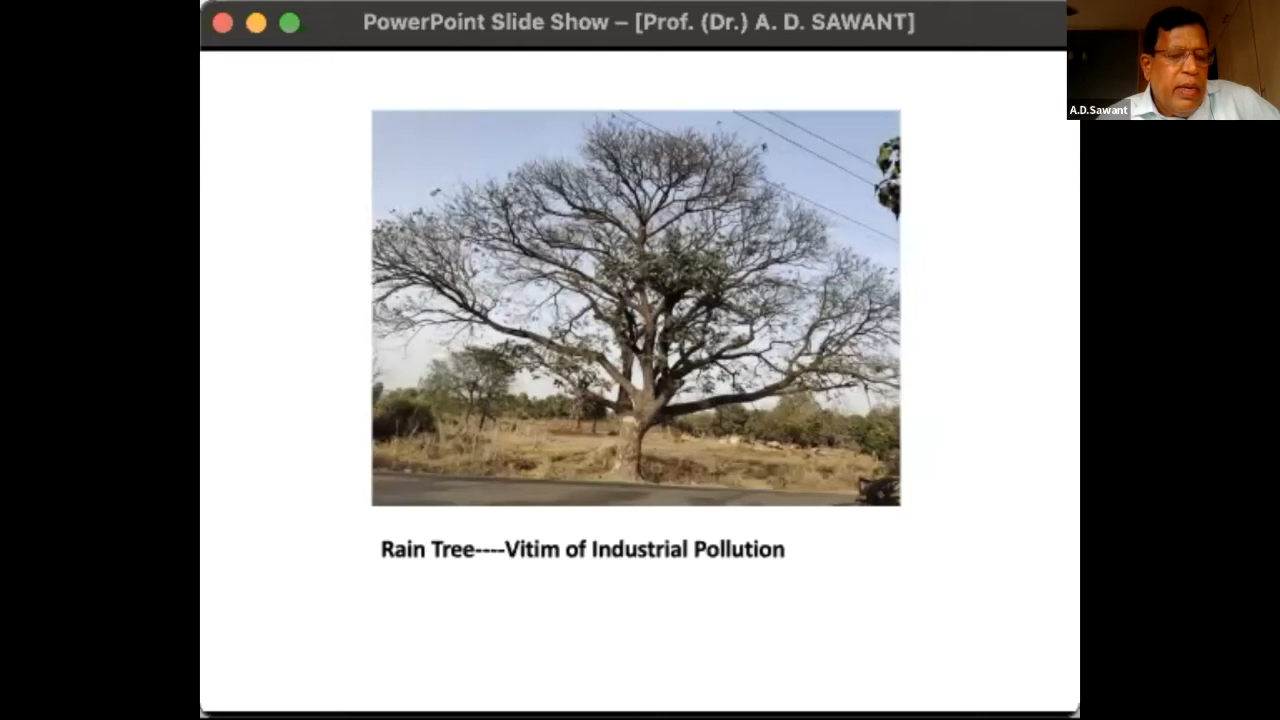 PowerPoint Slide Show – [Prof. (Dr.) A. D. SAWANT]
A.D.Sawant
Rain Tree----Vitim of Industrial Pollution